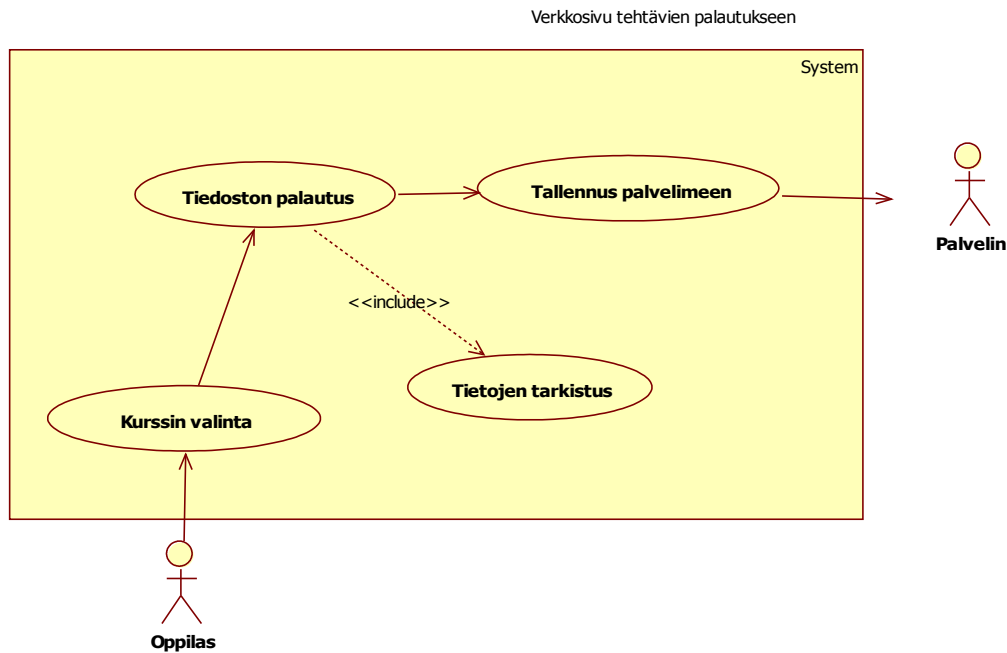 Verkkosivu tehtävien palautukseen
System
Tiedoston palautus
Tallennus palvelimeen
Palvelin
<<include>>
Tietojen tarkistus
Kurssin valinta
Oppilas